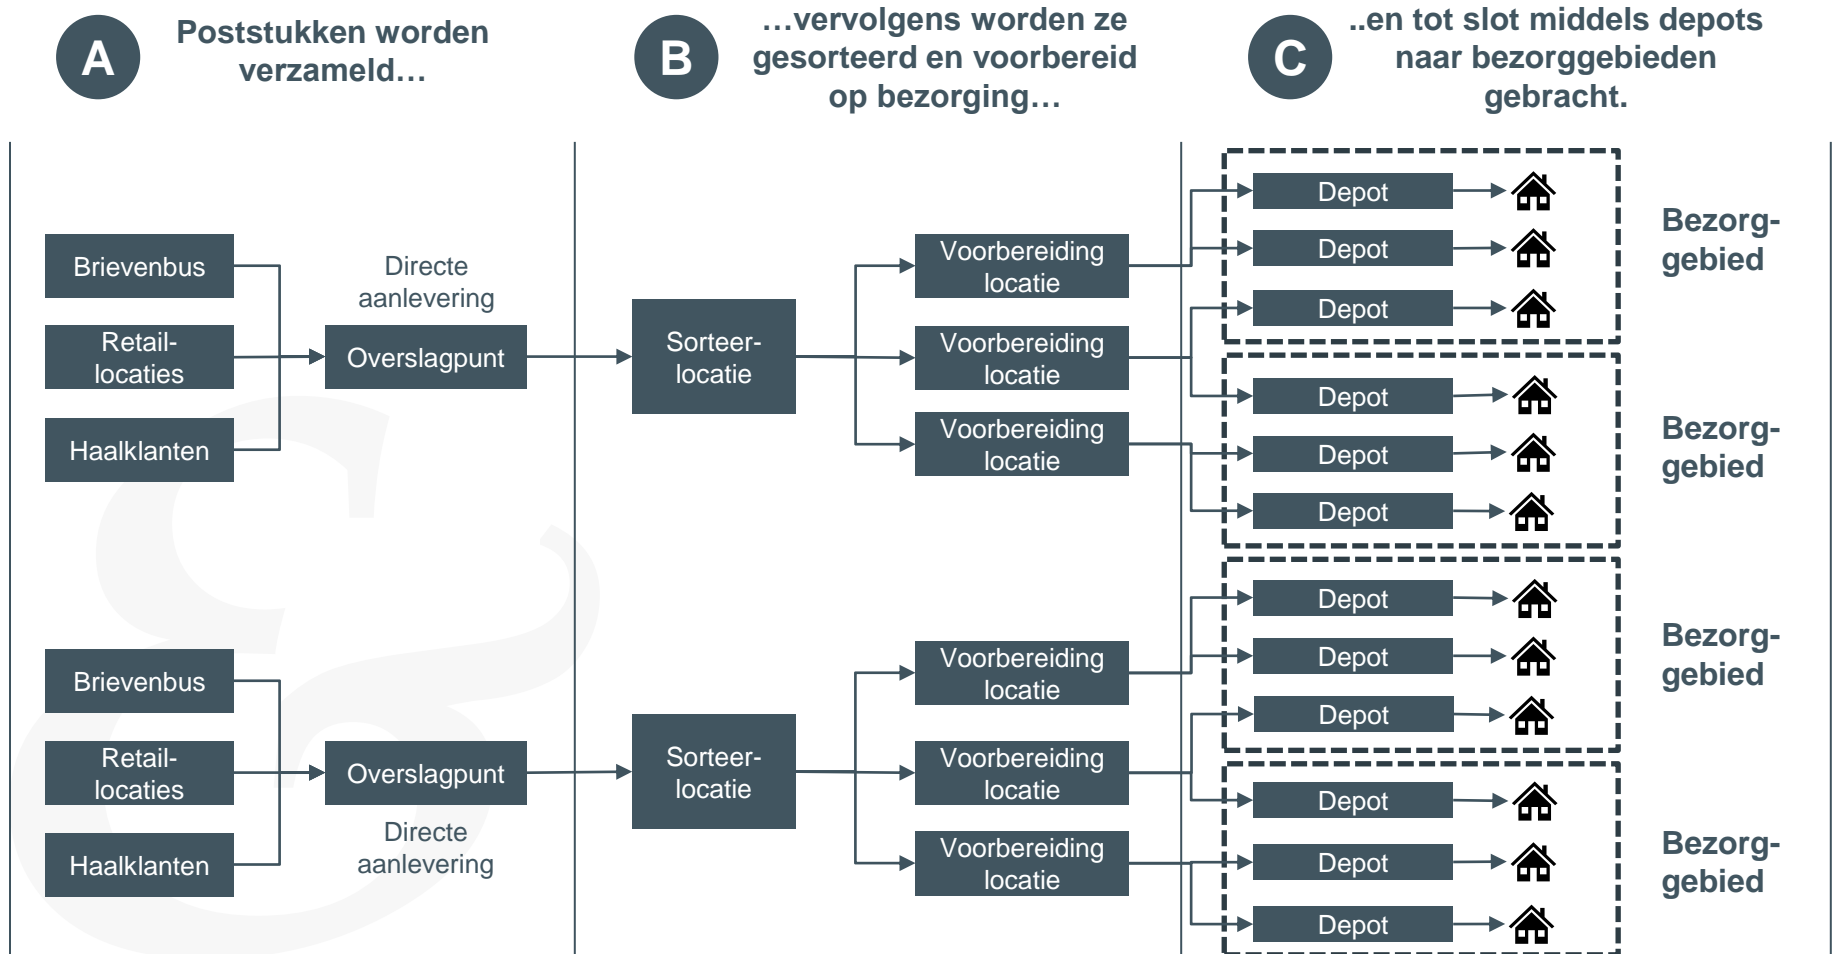 A
Poststukken worden
verzameld…
B
…vervolgens worden ze
gesorteerd en voorbereid
op bezorging…
C
..en tot slot middels depots
naar bezorggebieden
gebracht.
Brievenbus
Retail-
locaties
Haalklanten
Directe
aanlevering
Overslagpunt
Sorteer-
locatie
Voorbereiding
locatie
Voorbereiding
locatie
Voorbereiding
locatie
Depot
Depot
Depot
Bezorg-
gebied
Depot
Depot
Depot
Bezorg-
gebied
Brievenbus
Retail-
locaties
Haalklanten
Overslagpunt
Directe
aanlevering
Sorteer-
locatie
Voorbereiding
locatie
Voorbereiding
locatie
Voorbereiding
locatie
Depot
Depot
Depot
Bezorg-
gebied
Depot
Depot
Depot
Bezorg-
gebied